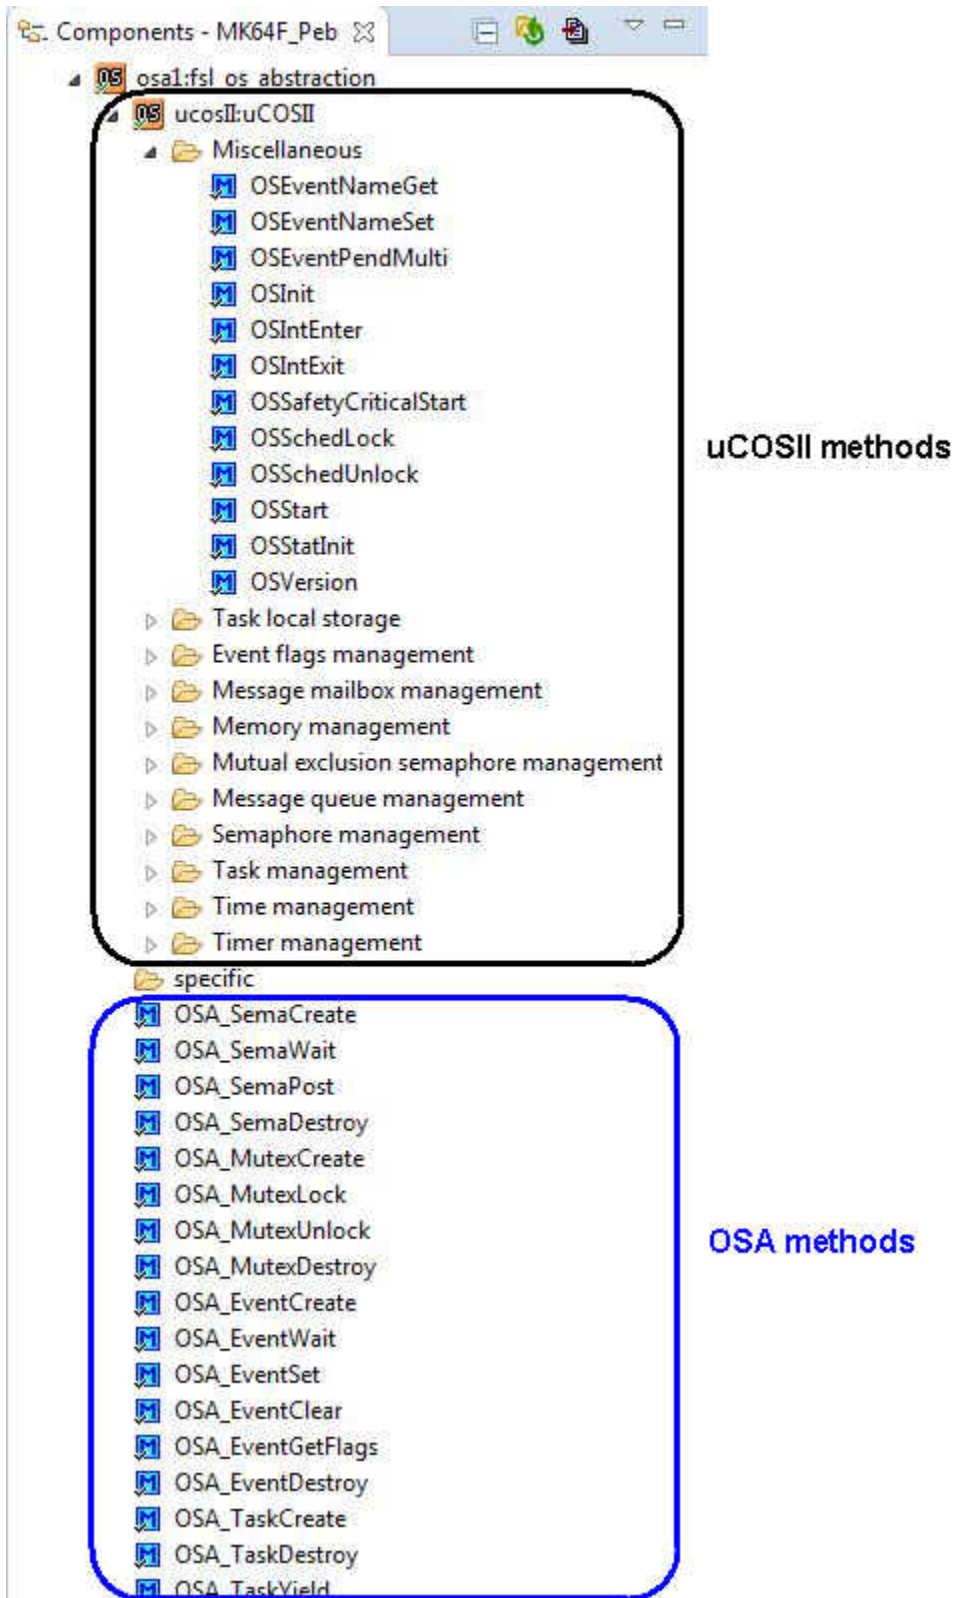 Components - MK64F_Peb
osa1:fsl_os_abstraction
ucosII:uCOSII
Miscellaneous
OSEventNameGet
OSEventNameSet
OSEventPendMulti
OSInit
OSIntEnter
OSIntExit
OSSafetyCriticalStart
OSSchedLock
OSSchedUnlock
OSStart
OSStatInit
OSVersion
Task local storage
Event flags management
Message mailbox management
Memory management
Mutual exclusion semaphore management
Message queue management
Semaphore management
Task management
Time management
Timer management
uCOSII methods
specific
OSA_SemaCreate
OSA_SemaWait
OSA_SemaPost
OSA_SemaDestroy
OSA_MutexCreate
OSA_MutexLock
OSA_MutexUnlock
OSA_MutexDestroy
OSA_EventCreate
OSA_EventWait
OSA_EventSet
OSA_EventClear
OSA_EventGetFlags
OSA_EventDestroy
OSA_TaskCreate
OSA_TaskDestroy
OSA_TaskYield
OSA methods